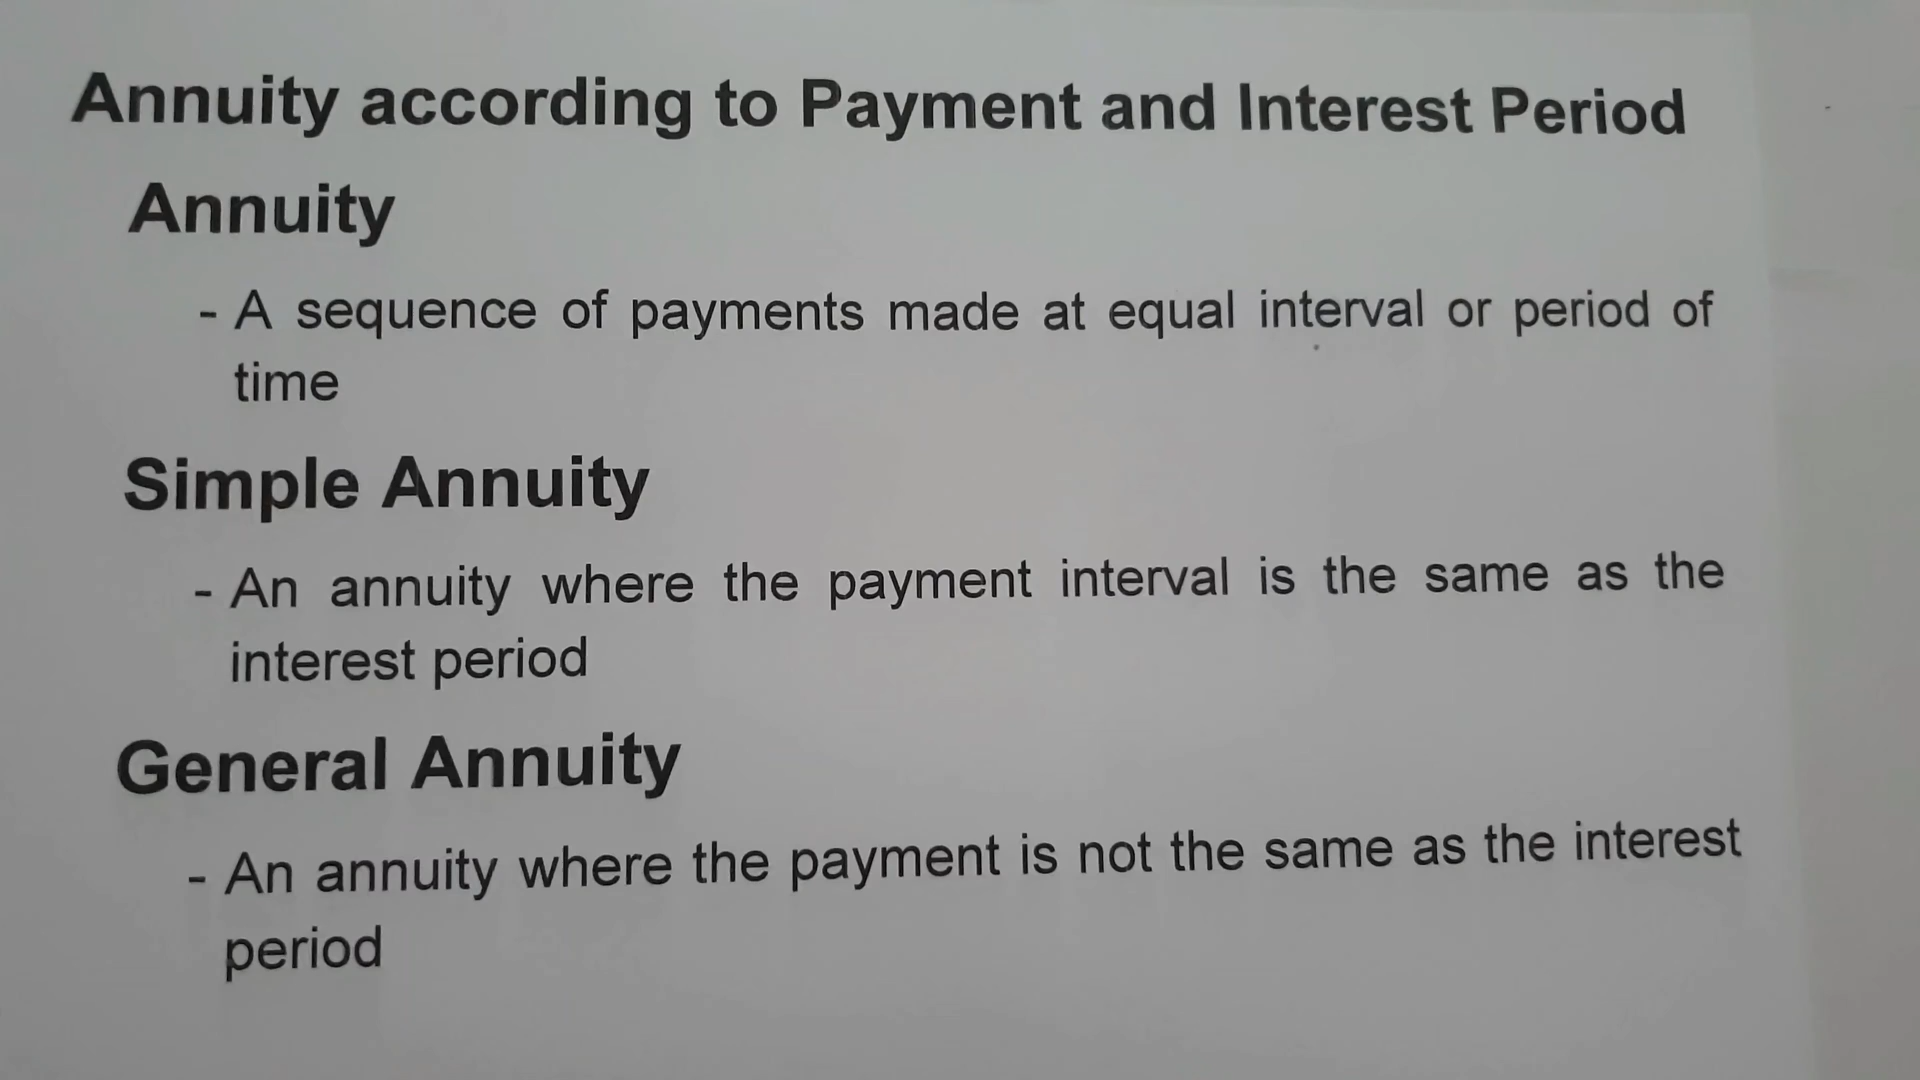 Annuity according to Payment and Interest Period
Annuity
- A sequence of payments made at equal interval or period of
time
Simple Annuity
- An annuity where the payment interval is the same as the
interest period
General Annuity
- An annuity where the payment is not the same as the interest
period